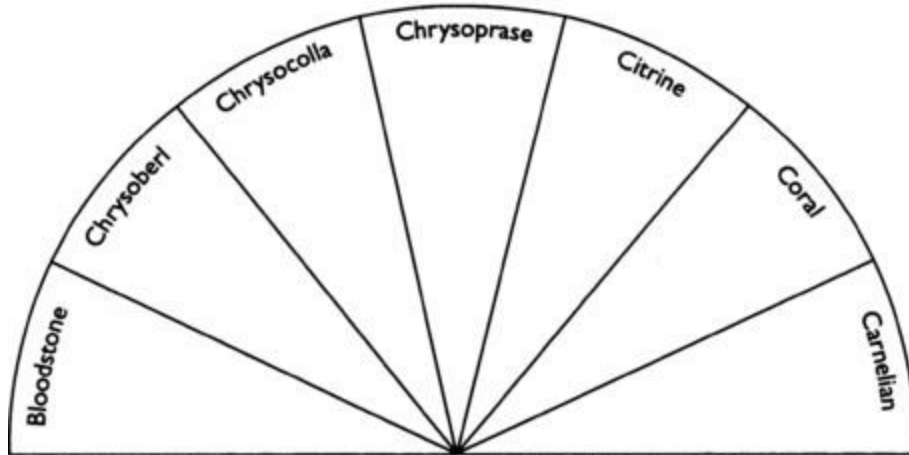 Bloodstone
Chrysoberl
Chrysocolla
Chrysoprase
Citrine
Coral
Carnelian